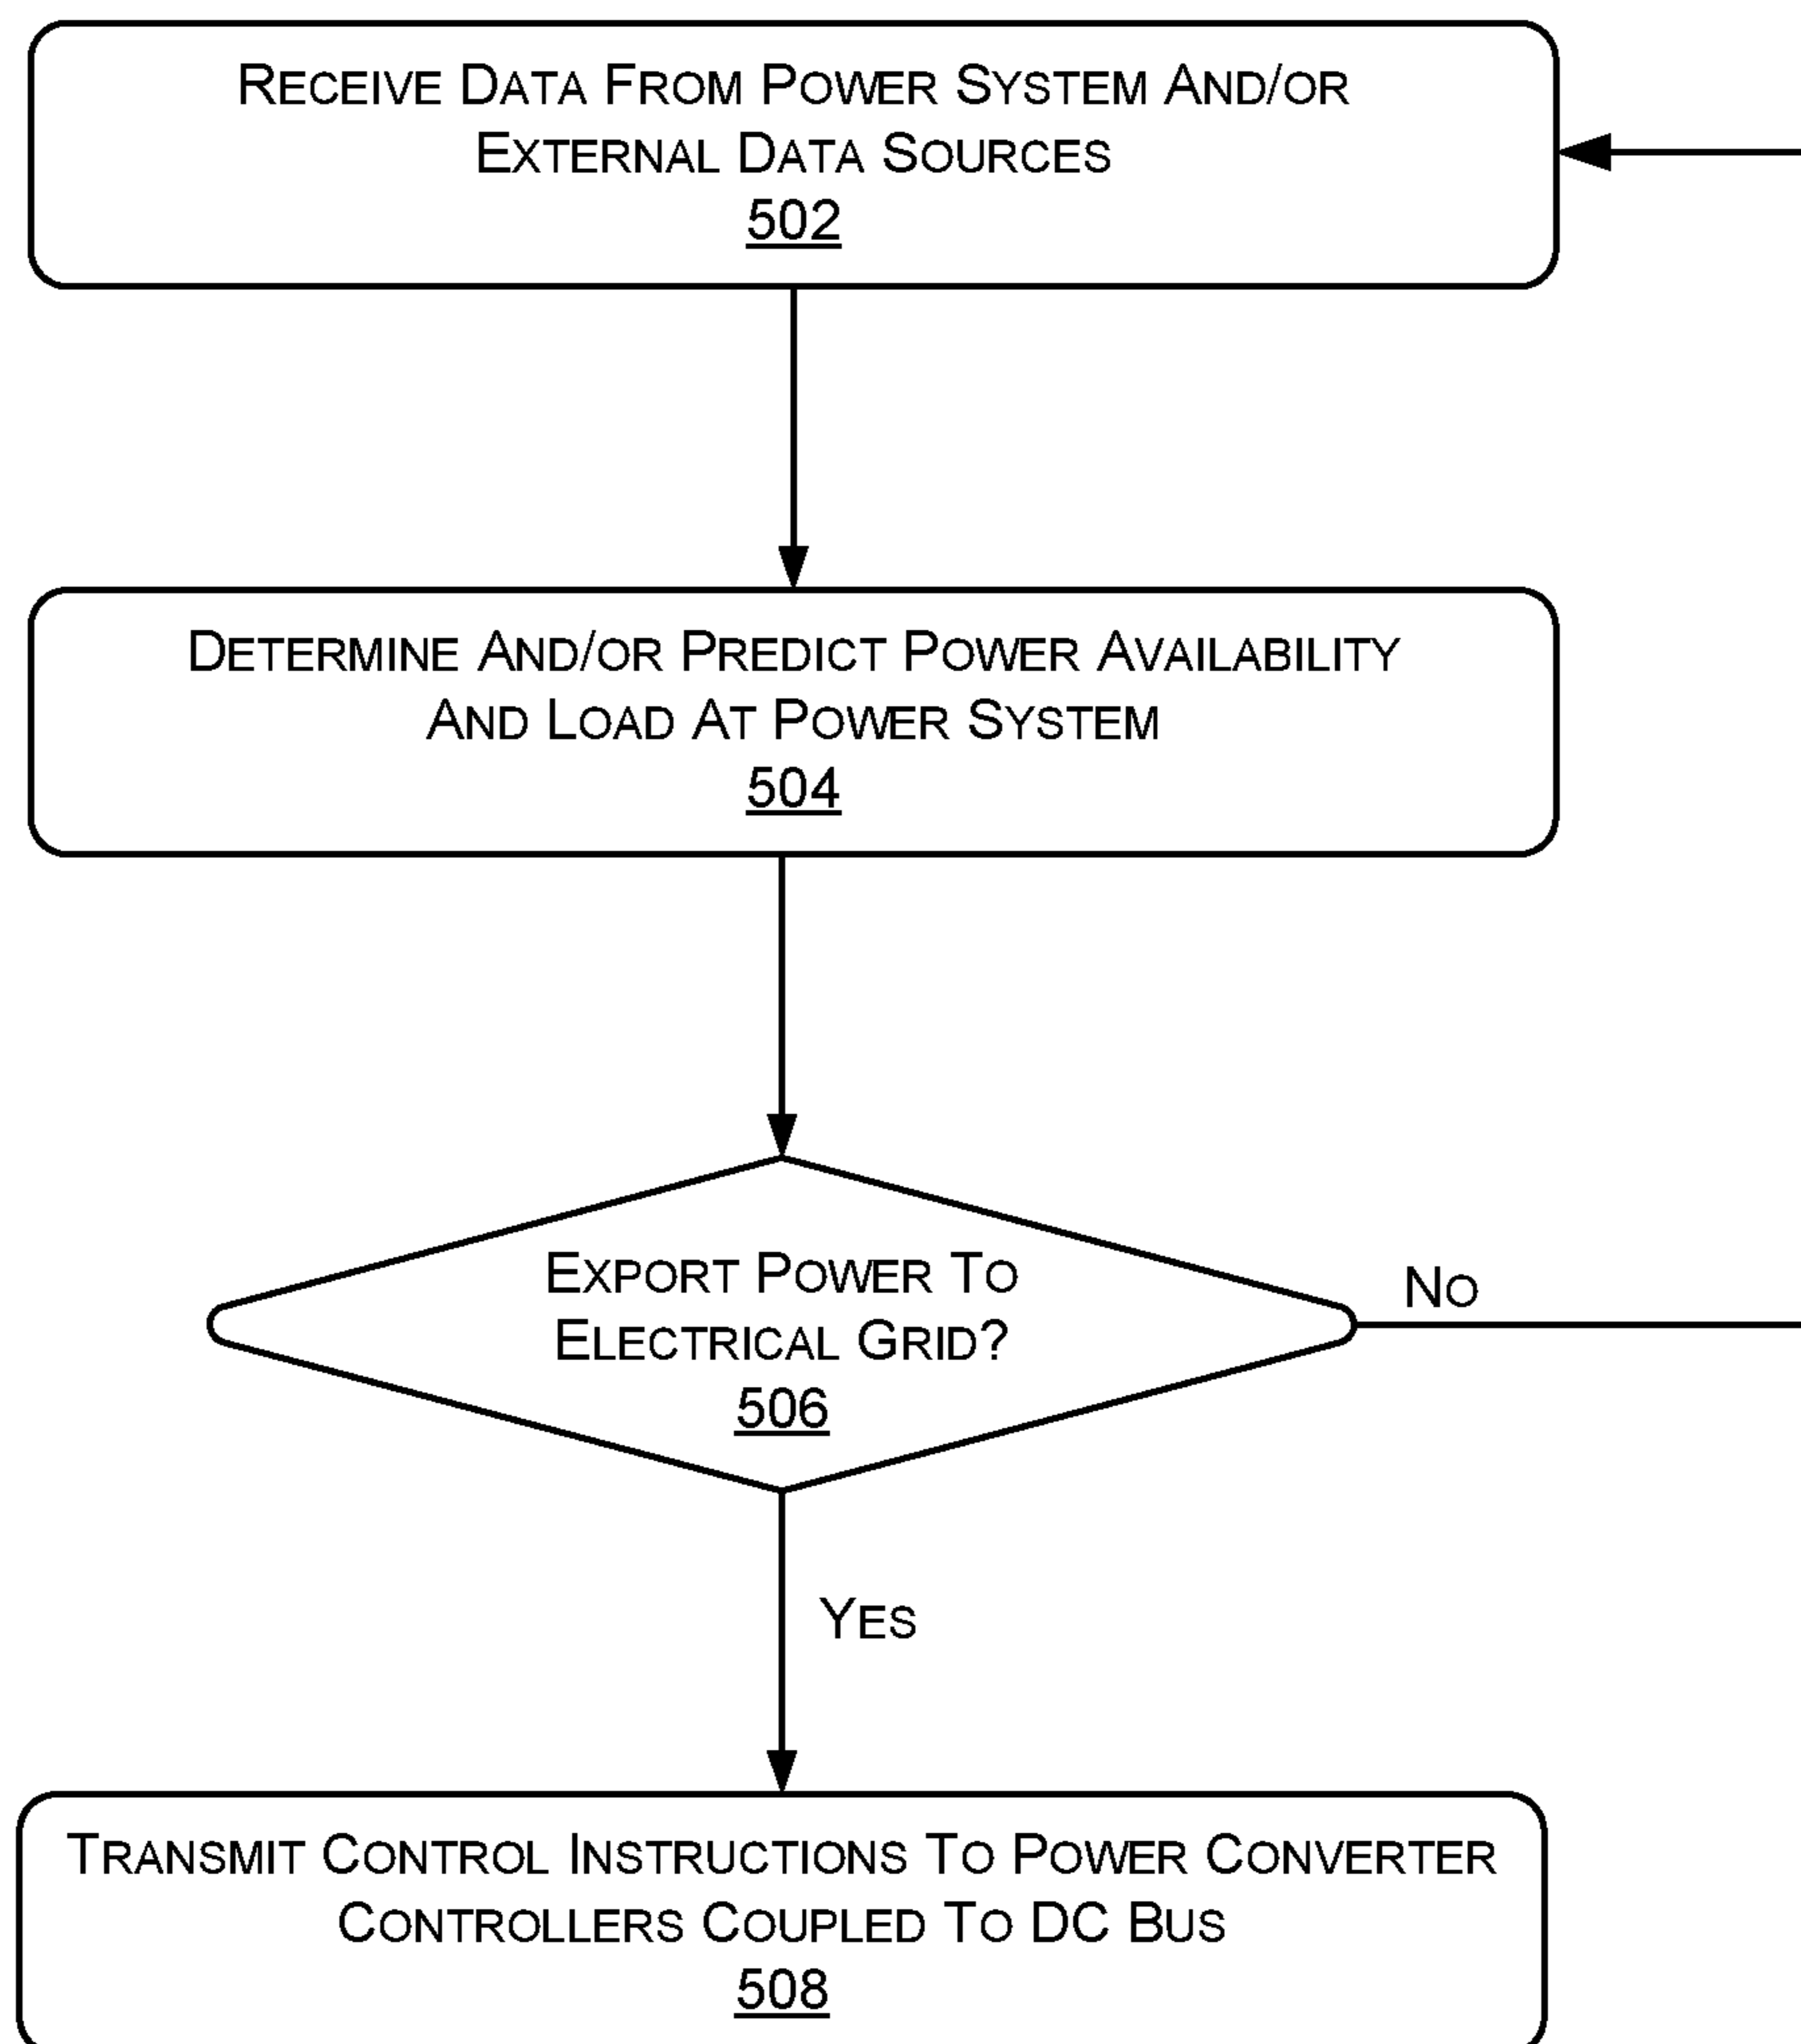 RECEIVE DATA FROM POWER SYSTEM AND/OR
EXTERNAL DATA SOURCES
502
DETERMINE AND/OR PREDICT POWER AVAILABILITY
AND LOAD AT POWER SYSTEM
504
EXPORT POWER TO
ELECTRICAL GRID?
506
NO
YES
TRANSMIT CONTROL INSTRUCTIONS TO POWER CONVERTER
CONTROLLERS COUPLED TO DC BUS
508